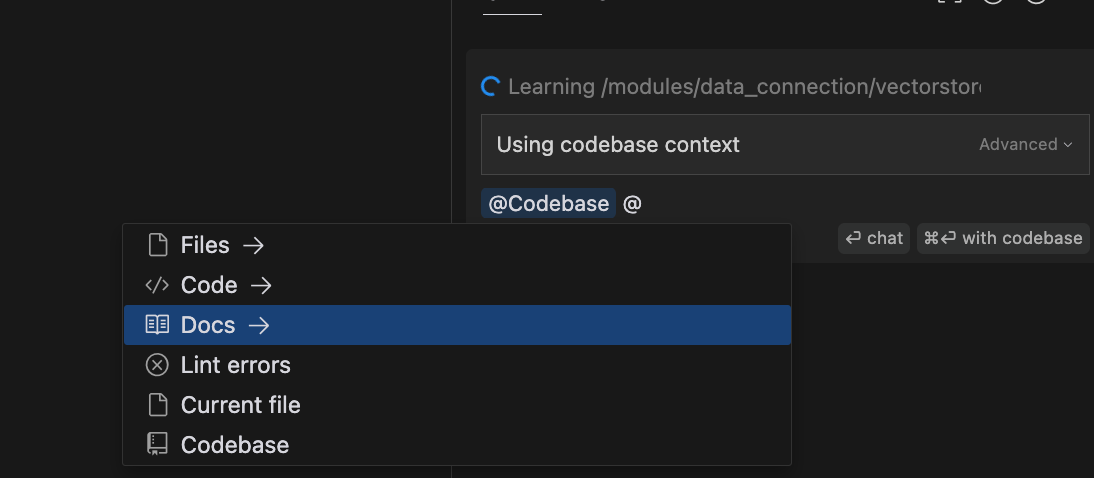 Learning /modules/data_connection/vectorstor
Using codebase context
Advanced
@Codebase @
chat
⌘⏎ with codebase
Files →
Code →
Docs →
Lint errors
Current file
Codebase